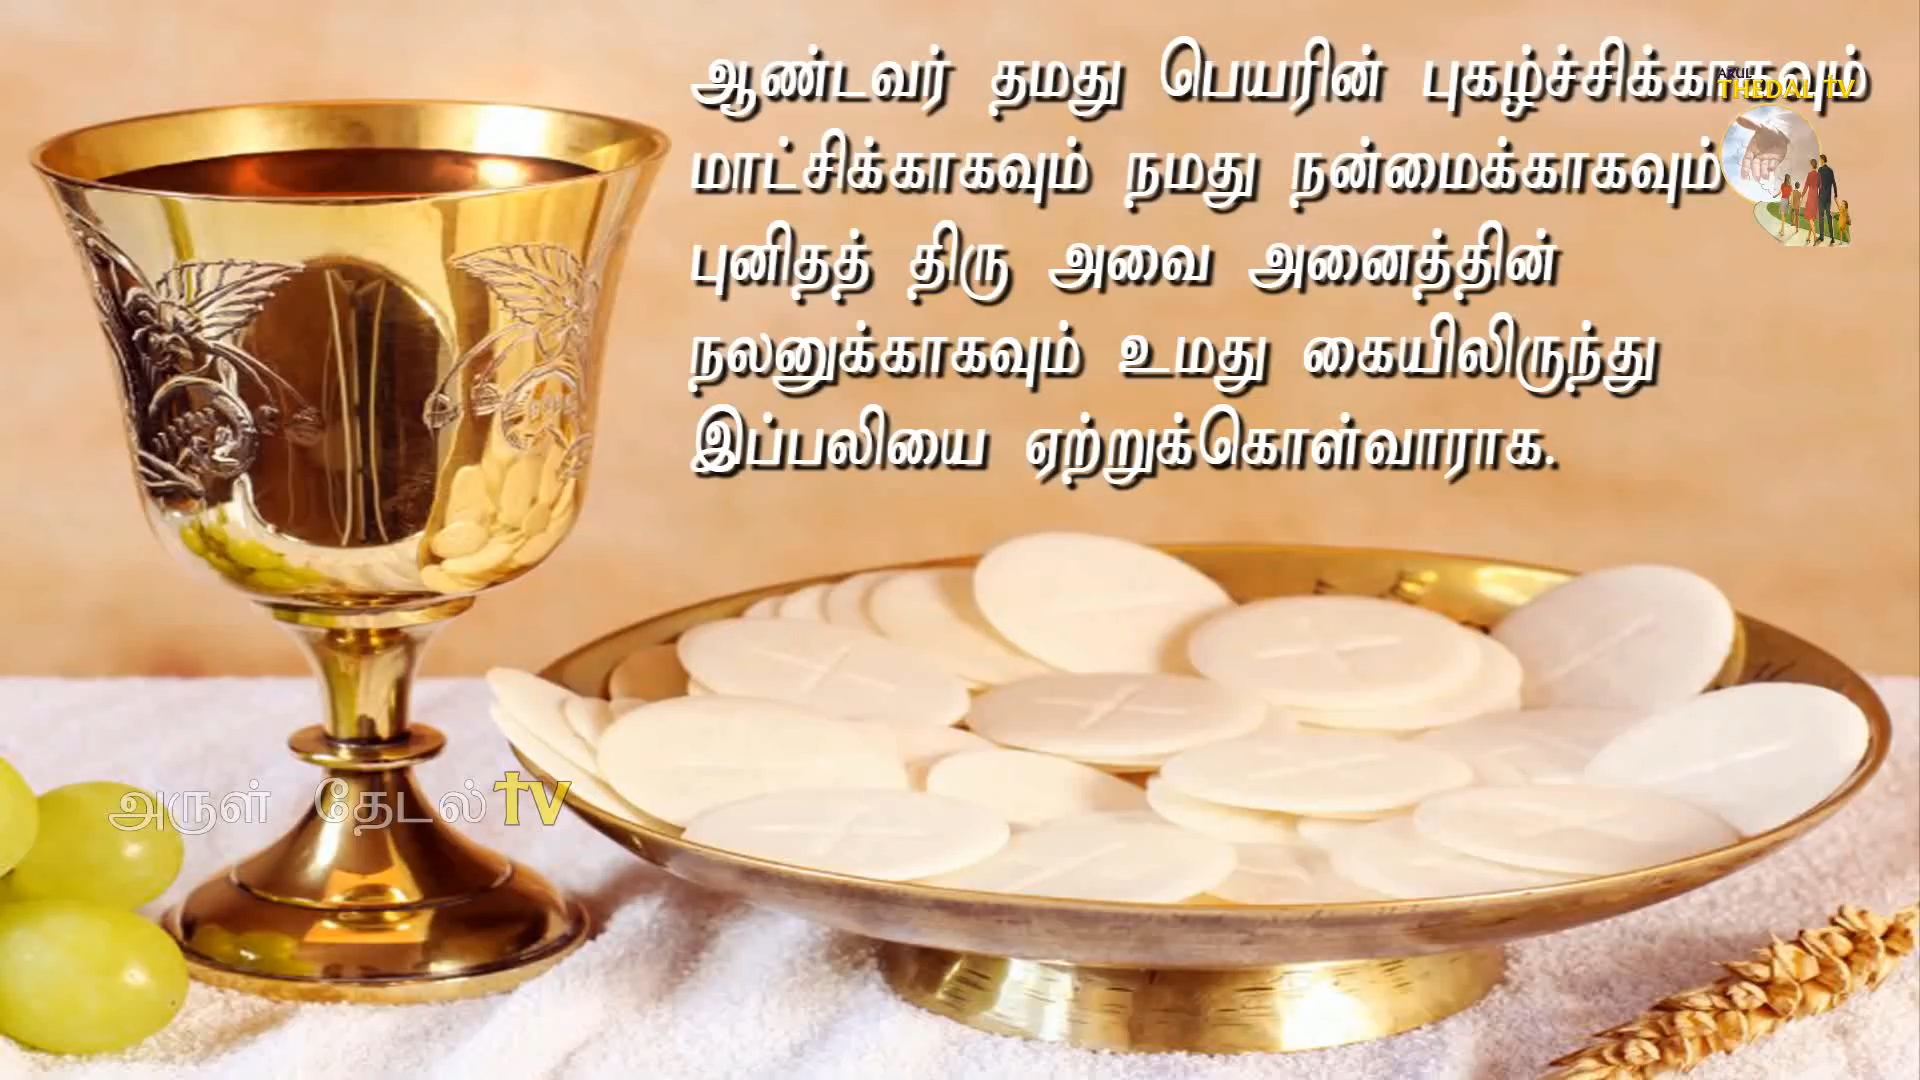 ஆண்டவர் தமது பெயரின் புகழ்ச்சிக்காகவும்
மாட்சிக்காகவும் நமது நன்மைக்காகவும்
புனிதத் திரு அவை அனைத்தின்
நலனுக்காகவும் உமது கையிலிருந்து
இப்பலியை ஏற்றுக்கொள்வாராக.
ARUL
THEDAL TV
அருள் தேடல் TV